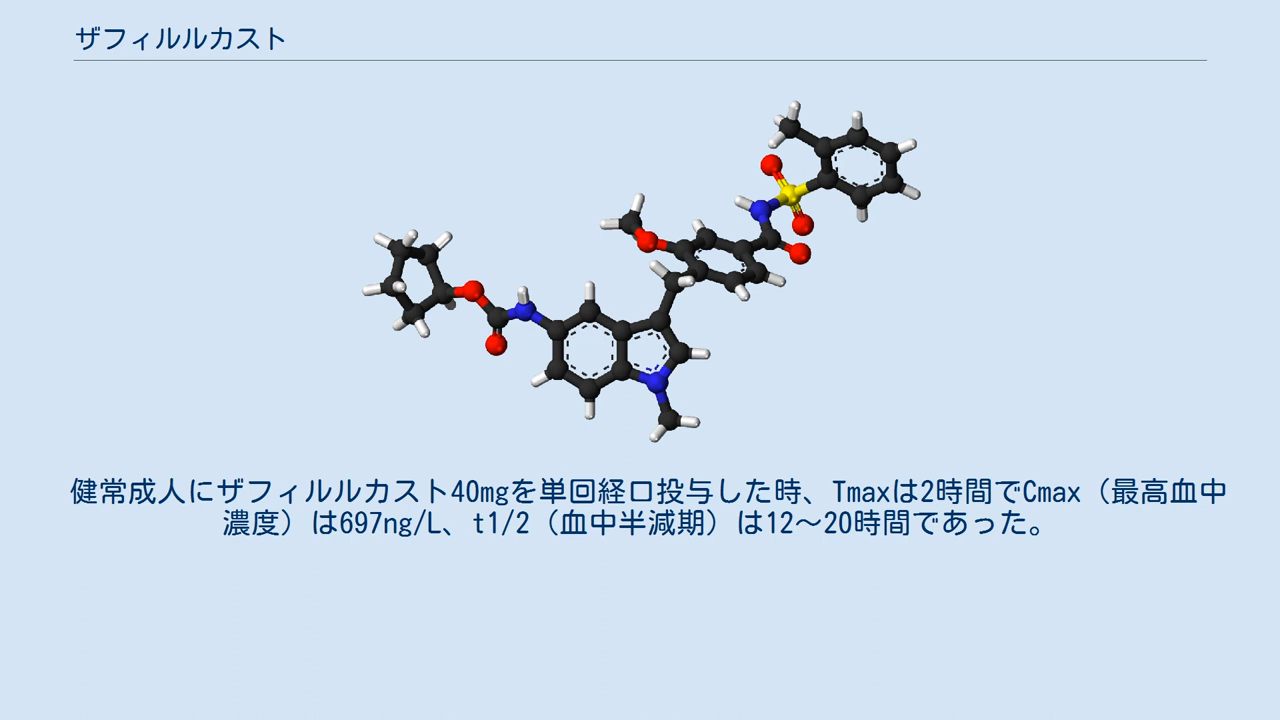 ザフィルルカスト
健常成人にザフィルルカスト40mgを単回経口投与した時、Tmaxは2時間でCmax（最高血中
濃度）は697ng/L、t1/2（血中半減期）は12〜20時間であった。